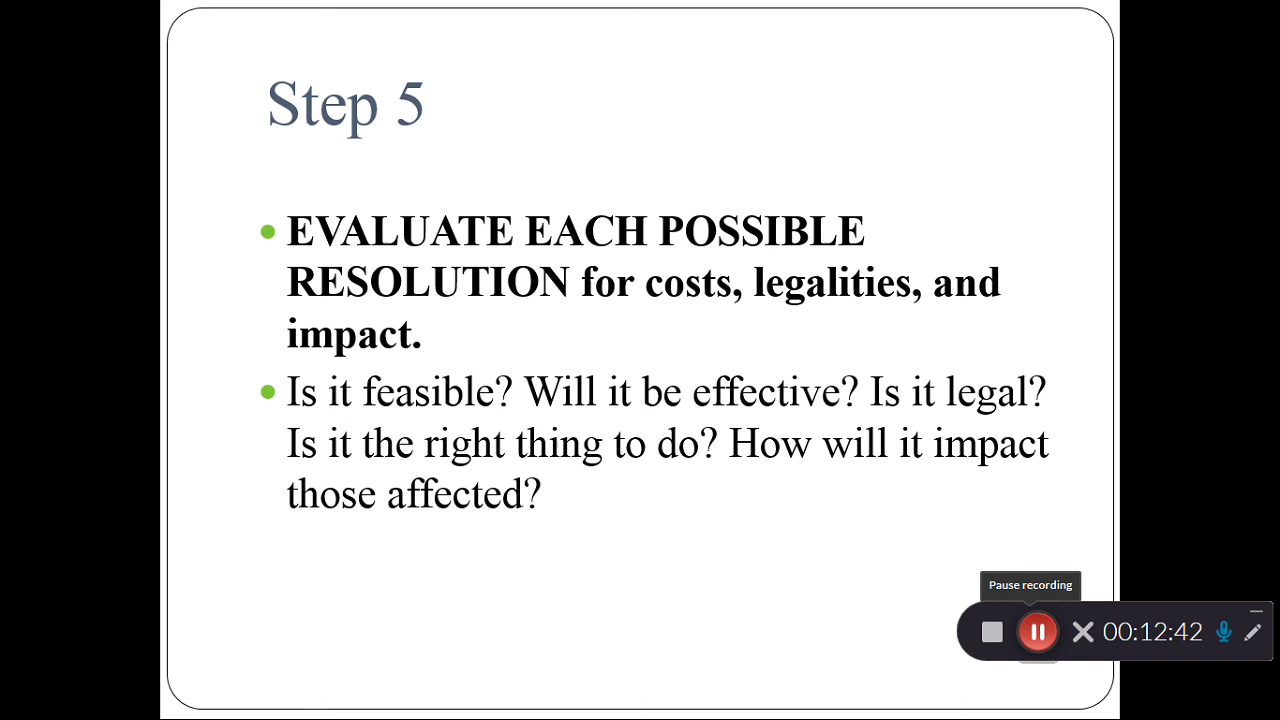 Step 5
EVALUATE EACH POSSIBLE
RESOLUTION for costs, legalities, and
impact.
Is it feasible? Will it be effective? Is it legal?
Is it the right thing to do? How will it impact
those affected?
Pause recording
00:12:42